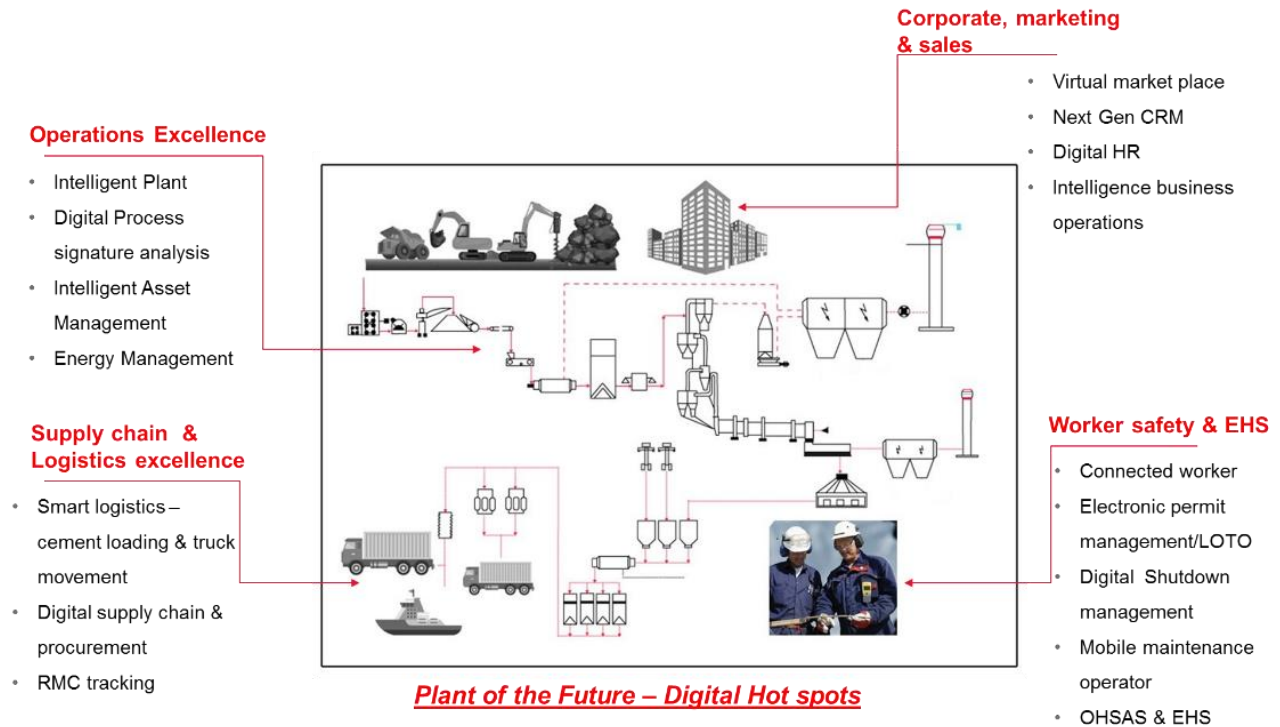 Corporate, marketing
& sales
Virtual market place
Next Gen CRM
Digital HR
Intelligence business
operations
Operations Excellence
Intelligent Plant
Digital Process
signature analysis
Intelligent Asset
Management
Energy Management
Supply chain &
Logistics excellence
Smart logistics –
cement loading & truck
movement
Digital supply chain &
procurement
RMC tracking
Worker safety & EHS
Connected worker
Electronic permit
management/LOTO
Digital Shutdown
management
Mobile maintenance
operator
OHSAS & EHS
Plant of the Future – Digital Hot spots